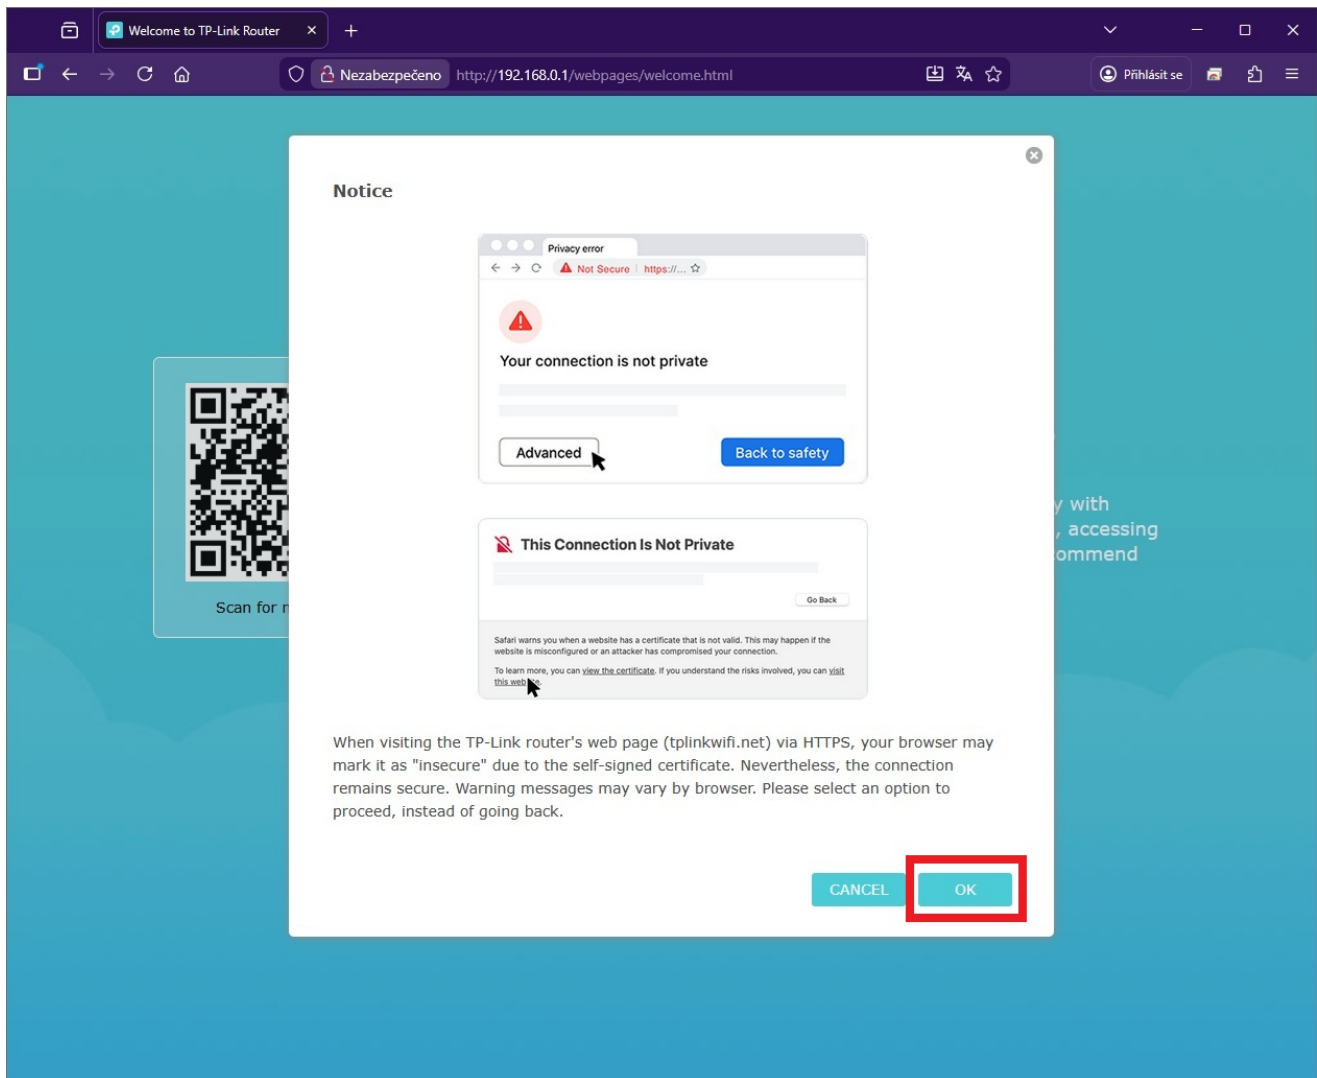 Welcome to TP-Link Router
Nezabezpečeno http://192.168.0.1/webpages/welcome.html
Přihlásit se
Notice
Privacy error
Not Secure https://...
Your connection is not private
Advanced
Back to safety
This Connection Is Not Private
Go Back
Safari warns you when a website has a certificate that is not valid. This may happen if the
website is misconfigured or an attacker has compromised your connection.
To learn more, you can view the certificate. If you understand the risks involved, you can visit
this website.
When visiting the TP-Link router's web page (tplinkwifi.net) via HTTPS, your browser may
mark it as "insecure" due to the self-signed certificate. Nevertheless, the connection
remains secure. Warning messages may vary by browser. Please select an option to
proceed, instead of going back.
CANCEL
OK
Scan for
y with
, accessing
ommend